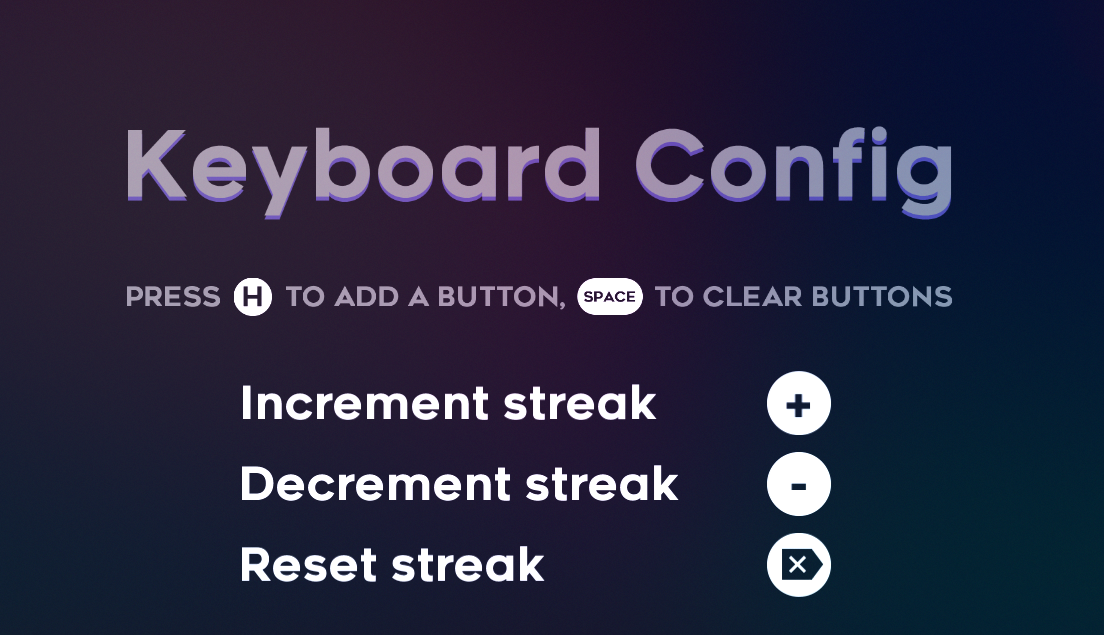 Keyboard Config
PRESS H TO ADD A BUTTON, SPACE TO CLEAR BUTTONS
Increment streak +
Decrement streak -
Reset streak